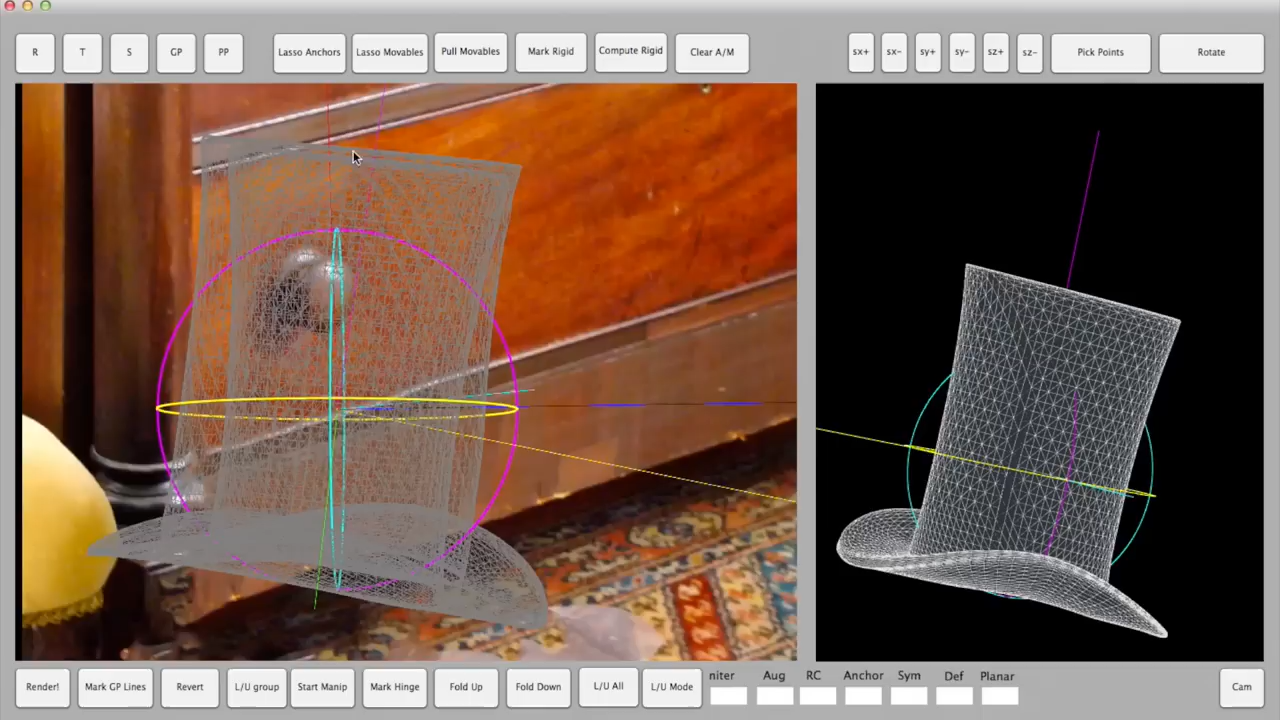 R T S GP PP Lasso Anchors Lasso Movables Pull Movables Mark Rigid Compute Rigid Clear A/M sx+ sx- sy+ sy- sz+ sz- Pick Points Rotate
niter Aug RC Anchor Sym Def Planar
Render! Mark GP Lines Revert L/U group Start Manip Mark Hinge Fold Up Fold Down L/U All L/U Mode Cam